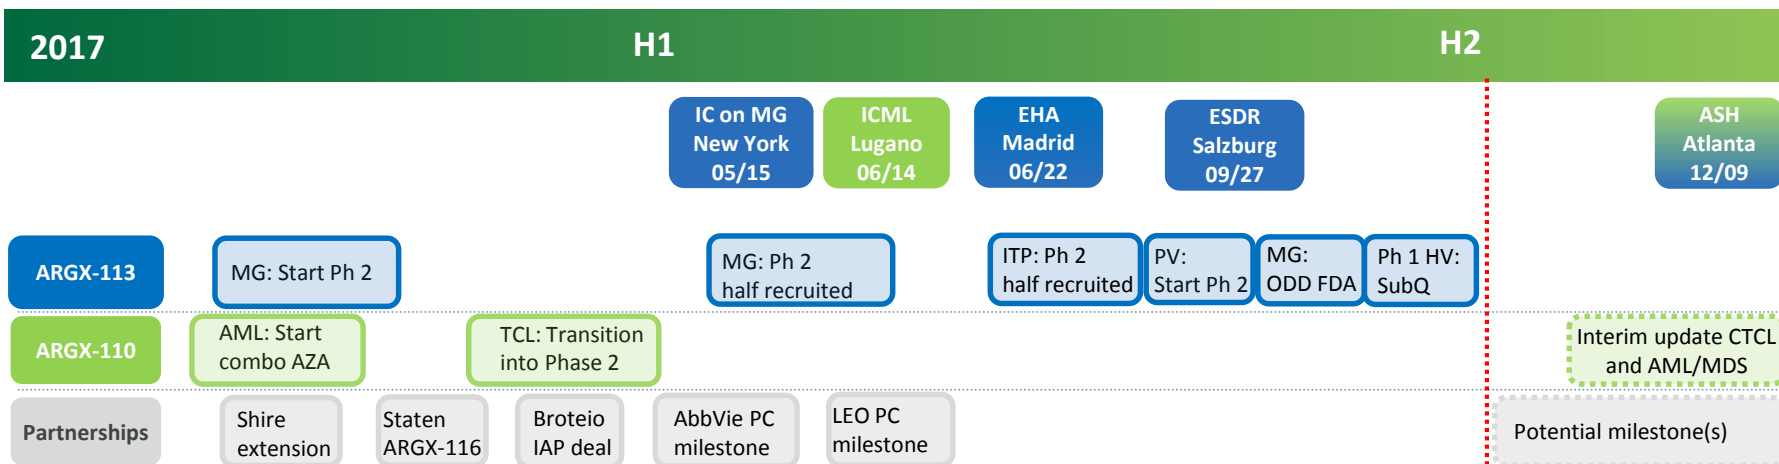 2017 H1 H2
IC on MG
New York
05/15
ICML
Lugano
06/14
EHA
Madrid
06/22
ESDR
Salzburg
09/27
ASH
Atlanta
12/09
ARGX-113
MG: Start Ph 2
MG: Ph 2
half recruited
ITP: Ph 2
half recruited
PV:
Start Ph 2
MG:
ODD FDA
Ph 1 HV:
SubQ
ARGX-110
AML: Start
combo AZA
TCL: Transition
into Phase 2
Interim update CTCL
and AML/MDS
Partnerships
Shire
extension
Staten
ARGX-116
Broteio
IAP deal
AbbVie PC
milestone
LEO PC
milestone
Potential milestone(s)